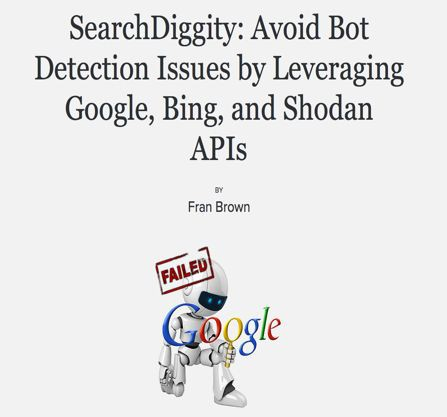 SearchDiggity: Avoid Bot
Detection Issues by Leveraging
Google, Bing, and Shodan
APIs
BY
Fran Brown
FAILED
Google